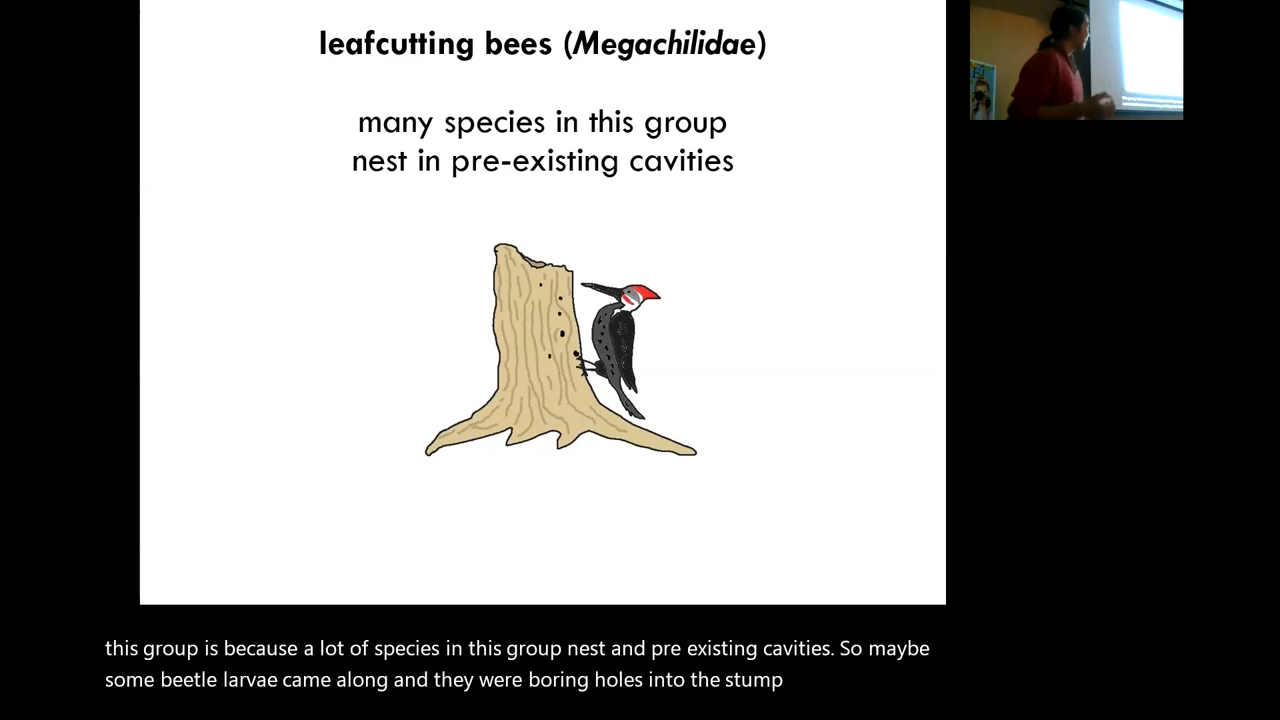 leafcutting bees (Megachilidae)
many species in this group
nest in pre-existing cavities
this group is because a lot of species in this group nest and pre existing cavities. So maybe
some beetle larvae came along and they were boring holes into the stump